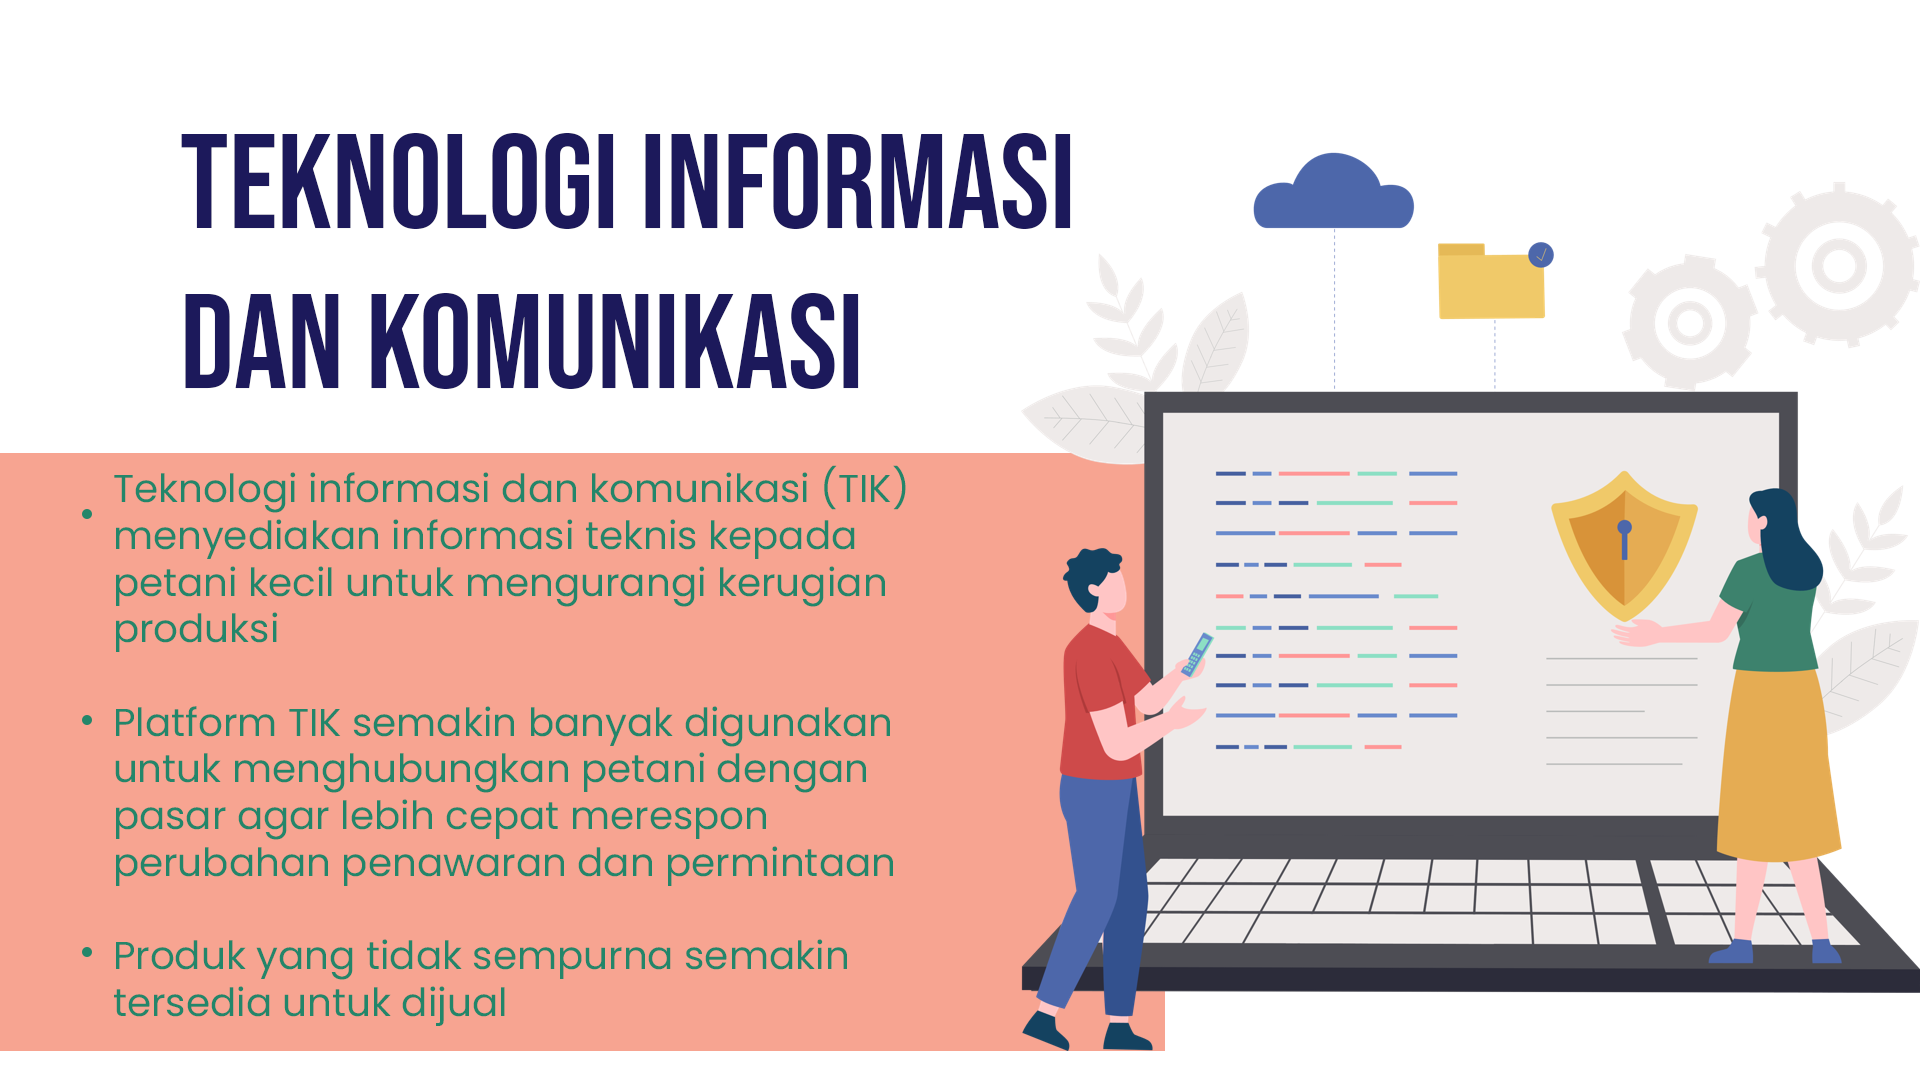 TEKNOLOGI INFORMASI
DAN KOMUNIKASI
• Teknologi informasi dan komunikasi (TIK)
menyediakan informasi teknis kepada
petani kecil untuk mengurangi kerugian
produksi
• Platform TIK semakin banyak digunakan
untuk menghubungkan petani dengan
pasar agar lebih cepat merespon
perubahan penawaran dan permintaan
• Produk yang tidak sempurna semakin
tersedia untuk dijual